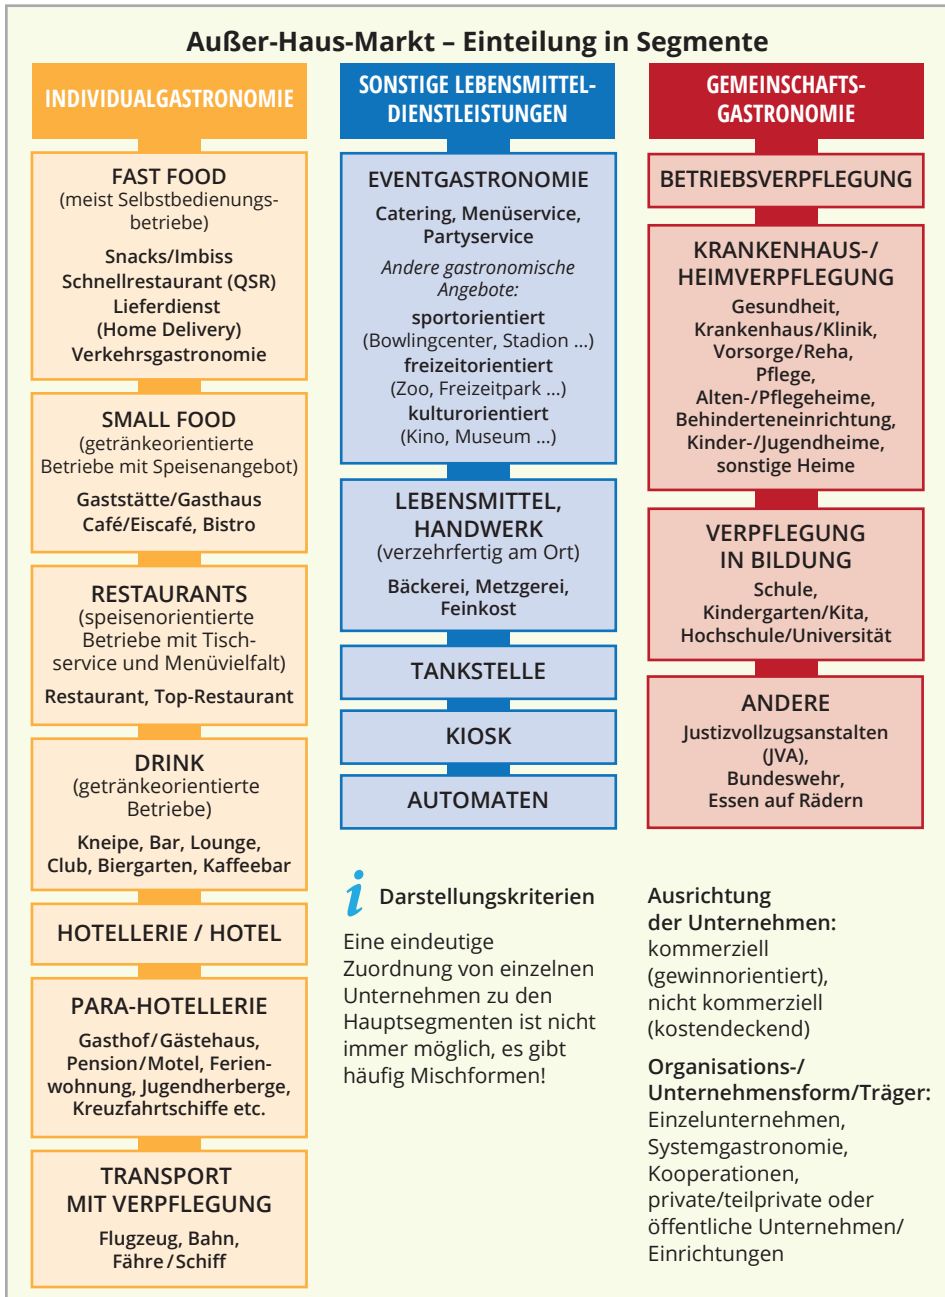 Außer-Haus-Markt – Einteilung in Segmente
INDIVIDUALGASTRONOMIE
FAST FOOD
(meist Selbstbedienungs-
betriebe)
Snacks/Imbiss
Schnellrestaurant (QSR)
Lieferdienst
(Home Delivery)
Verkehrsgastronomie
SMALL FOOD
(getränkeorientierte
Betriebe mit Speisenangebot)
Gaststätte/Gasthaus
Café/Eiscafé, Bistro
RESTAURANTS
(speisenorientierte
Betriebe mit Tisch-
service und Menüvielfalt)
Restaurant, Top-Restaurant
DRINK
(getränkeorientierte
Betriebe)
Kneipe, Bar, Lounge,
Club, Biergarten, Kaffeebar
HOTELLERIE / HOTEL
PARA-HOTELLERIE
Gasthof/Gästehaus,
Pension/Motel, Ferien-
wohnung, Jugendherberge,
Kreuzfahrtschiffe etc.
TRANSPORT
MIT VERPFLEGUNG
Flugzeug, Bahn,
Fähre/Schiff
SONSTIGE LEBENSMITTEL-
DIENSTLEISTUNGEN
EVENTGASTRONOMIE
Catering, Menüservice,
Partyservice
Andere gastronomische
Angebote:
sportorientiert
(Bowlingcenter, Stadion ...)
freizeitorientiert
(Zoo, Freizeitpark ...)
kulturorientiert
(Kino, Museum ...)
LEBENSMITTEL,
HANDWERK
(verzehrfertig am Ort)
Bäckerei, Metzgerei,
Feinkost
TANKSTELLE
KIOSK
AUTOMATEN
i Darstellungskriterien
Eine eindeutige
Zuordnung von einzelnen
Unternehmen zu den
Hauptsegmenten ist nicht
immer möglich, es gibt
häufig Mischformen!
GEMEINSCHAFTS-
GASTRONOMIE
BETRIEBSVERPFLEGUNG
KRANKENHAUS-/
HEIMVERPFLEGUNG
Gesundheit,
Krankenhaus/Klinik,
Vorsorge/Reha,
Pflege,
Alten-/Pflegeheime,
Behinderteneinrichtung,
Kinder-/Jugendheime,
sonstige Heime
VERPFLEGUNG
IN BILDUNG
Schule,
Kindergarten/Kita,
Hochschule/Universität
ANDERE
Justizvollzugsanstalten
(JVA),
Bundeswehr,
Essen auf Rädern
Ausrichtung
der Unternehmen:
kommerziell
(gewinnorientiert),
nicht kommerziell
(kostendeckend)
Organisations-/
Unternehmensform/Träger:
Einzelunternehmen,
Systemgastronomie,
Kooperationen,
private/teilprivate oder
öffentliche Unternehmen/
Einrichtungen